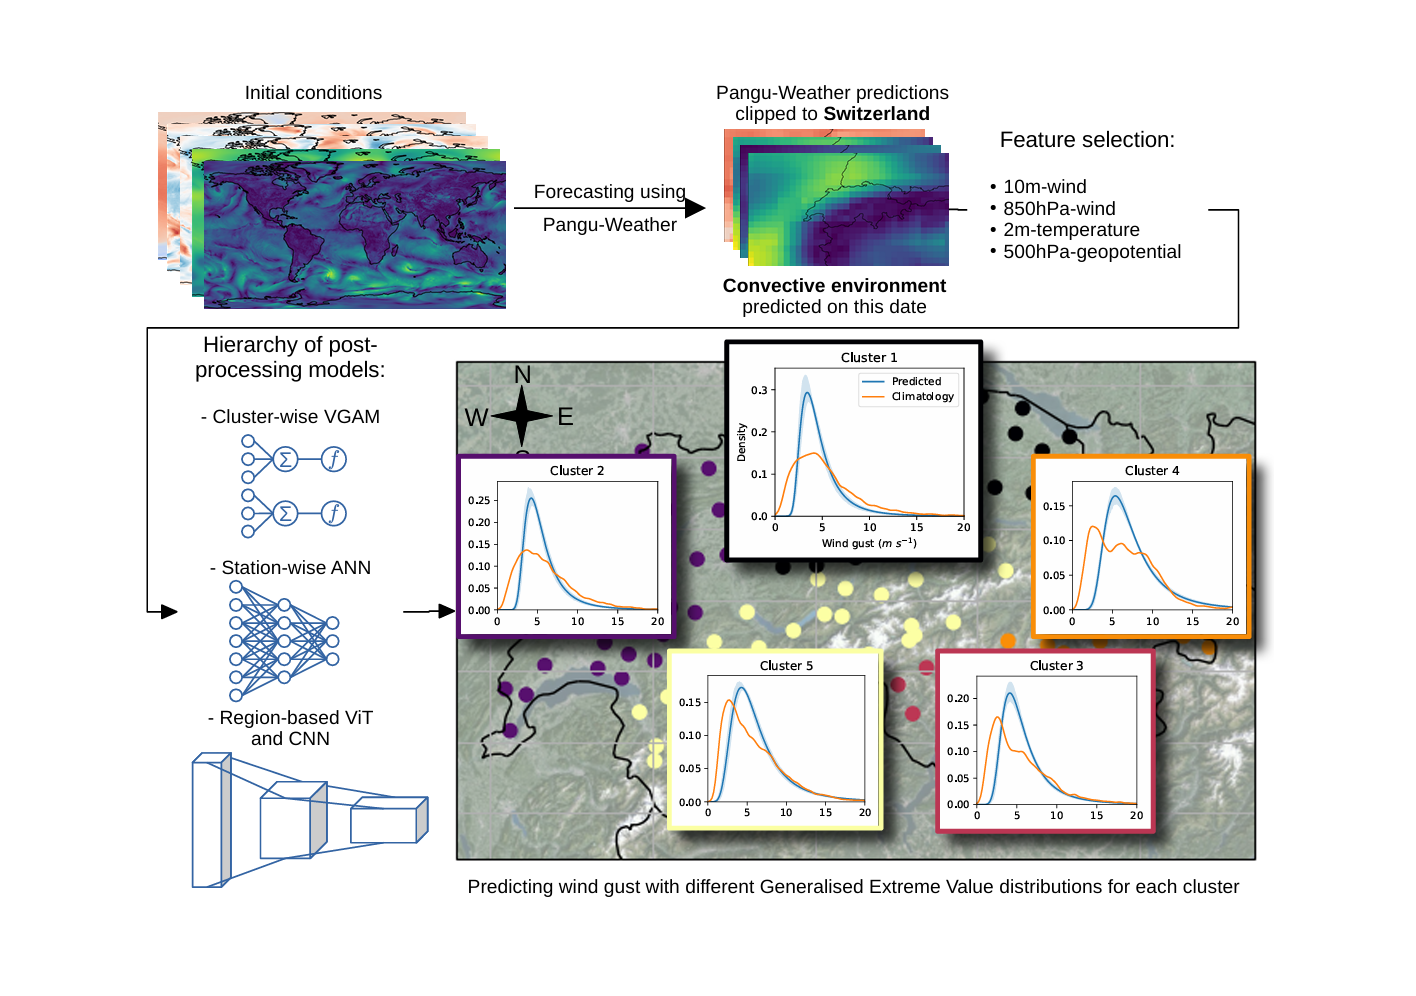 Initial conditions
Forecasting using
Pangu-Weather
Pangu-Weather predictions
clipped to Switzerland
Convective environment
predicted on this date
Feature selection:
• 10m-wind
• 850hPa-wind
• 2m-temperature
• 500hPa-geopotential
Hierarchy of post-
processing models:
- Cluster-wise VGAM
Σ f
Σ f
- Station-wise ANN
- Region-based ViT
and CNN
N
W E
Cluster 1
Predicted
Climatology
Density
0.3
0.2
0.1
0.0
0 5 10 15 20
Wind gust (m s⁻¹)
Cluster 2
0.25
0.20
0.15
0.10
0.05
0.00
0 5 10 15 20
Cluster 4
0.15
0.10
0.05
0.00
0 5 10 15 20
Cluster 5
0.15
0.10
0.05
0.00
0 5 10 15 20
Cluster 3
0.20
0.15
0.10
0.05
0.00
0 5 10 15 20
Predicting wind gust with different Generalised Extreme Value distributions for each cluster